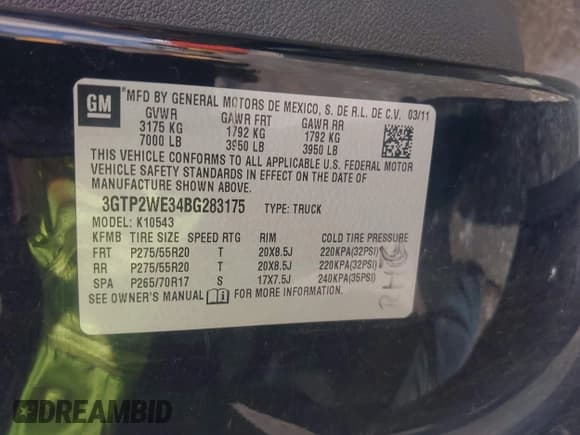 GM
*MFD BY GENERAL MOTORS DE MEXICO, S. DE R.L. DE C.V. 03/11
GVWR GAWR FRT GAWR RR
3175 KG 1792 KG 1792 KG
7000 LB 3950 LB 3950 LB
THIS VEHICLE CONFORMS TO ALL APPLICABLE U.S. FEDERAL MOTOR
VEHICLE SAFETY STANDARDS IN EFFECT ON THE DATE OF
MANUFACTURE SHOWN ABOVE.
3GTP2WE34BG283175 TYPE: TRUCK
MODEL: K10543
KFMB TIRE SIZE SPEED RTG RIM COLD TIRE PRESSURE
FRT P275/55R20 T 20X8.5J 220KPA(32PSI)
RR P275/55R20 T 20X8.5J 220KPA(32PSI)
SPA P265/70R17 S 17X7.5J 240KPA(35PSI)
SEE OWNER'S MANUAL FOR MORE INFORMATION.
DREAMBID